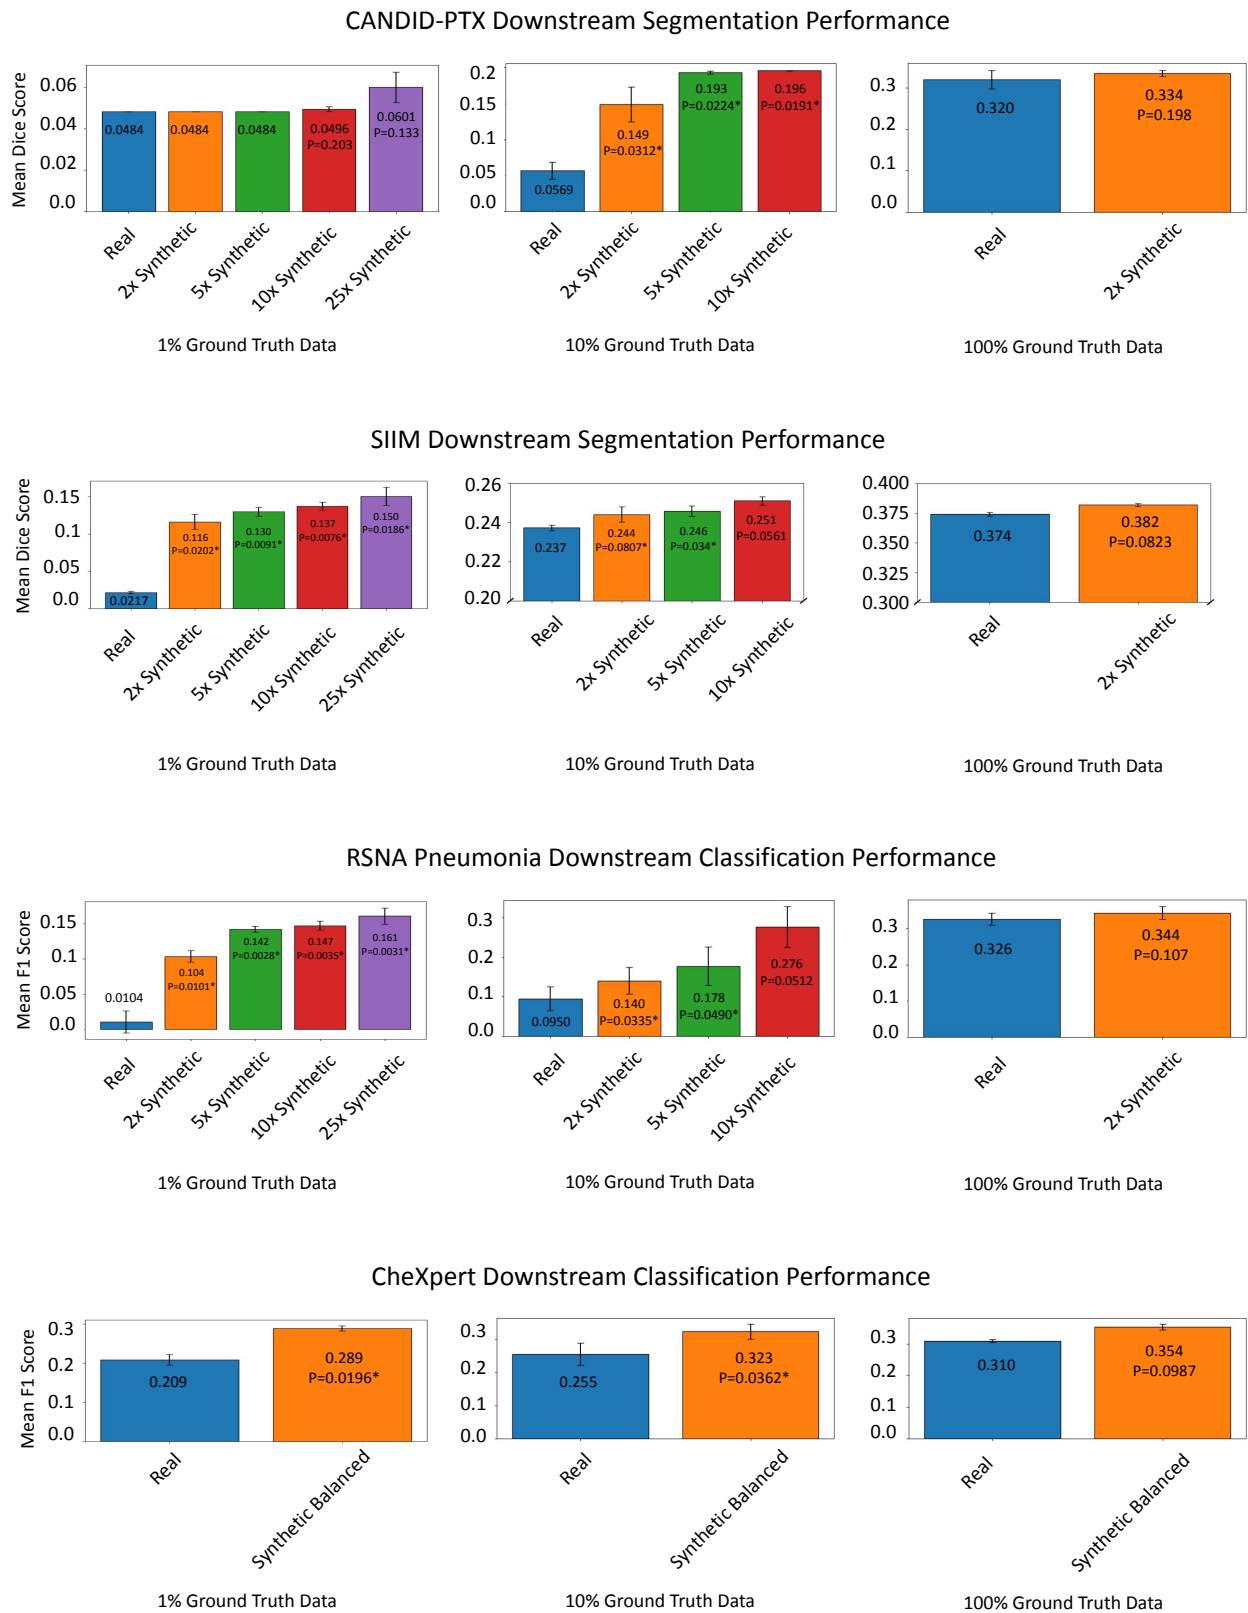 CANDID-PTX Downstream Segmentation Performance
Mean Dice Score
0.06
0.04
0.02
0.0
0.0484
0.0484
0.0484
0.0496
P=0.203
0.0601
P=0.133
Real
2x Synthetic
5x Synthetic
10x Synthetic
25x Synthetic
1% Ground Truth Data
0.2
0.15
0.1
0.05
0.0
0.0569
0.149
P=0.0312*
0.193
P=0.0224*
0.196
P=0.0191*
Real
2x Synthetic
5x Synthetic
10x Synthetic
10% Ground Truth Data
0.3
0.2
0.1
0.0
0.320
0.334
P=0.198
Real
2x Synthetic
100% Ground Truth Data
SIIM Downstream Segmentation Performance
Mean Dice Score
0.15
0.1
0.05
0.0
0.0217
0.116
P=0.0202*
0.130
P=0.0091*
0.137
P=0.0076*
0.150
P=0.0186*
Real
2x Synthetic
5x Synthetic
10x Synthetic
25x Synthetic
1% Ground Truth Data
0.26
0.24
0.22
0.20
0.237
0.244
P=0.0807*
0.246
P=0.034*
0.251
P=0.0561
Real
2x Synthetic
5x Synthetic
10x Synthetic
10% Ground Truth Data
0.400
0.375
0.350
0.325
0.300
0.374
0.382
P=0.0823
Real
2x Synthetic
100% Ground Truth Data
RSNA Pneumonia Downstream Classification Performance
Mean F1 Score
0.15
0.1
0.05
0.0
0.0104
0.104
P=0.0101*
0.142
P=0.0028*
0.147
P=0.0035*
0.161
P=0.0031*
Real
2x Synthetic
5x Synthetic
10x Synthetic
25x Synthetic
1% Ground Truth Data
0.3
0.2
0.1
0.0
0.0950
0.140
P=0.0335*
0.178
P=0.0490*
0.276
P=0.0512
Real
2x Synthetic
5x Synthetic
10x Synthetic
10% Ground Truth Data
0.3
0.2
0.1
0.0
0.326
0.344
P=0.107
Real
2x Synthetic
100% Ground Truth Data
CheXpert Downstream Classification Performance
Mean F1 Score
0.3
0.2
0.1
0.0
0.209
0.289
P=0.0196*
Real
Synthetic Balanced
1% Ground Truth Data
0.3
0.2
0.1
0.0
0.255
0.323
P=0.0362*
Real
Synthetic Balanced
10% Ground Truth Data
0.3
0.2
0.1
0.0
0.310
0.354
P=0.0987
Real
Synthetic Balanced
100% Ground Truth Data